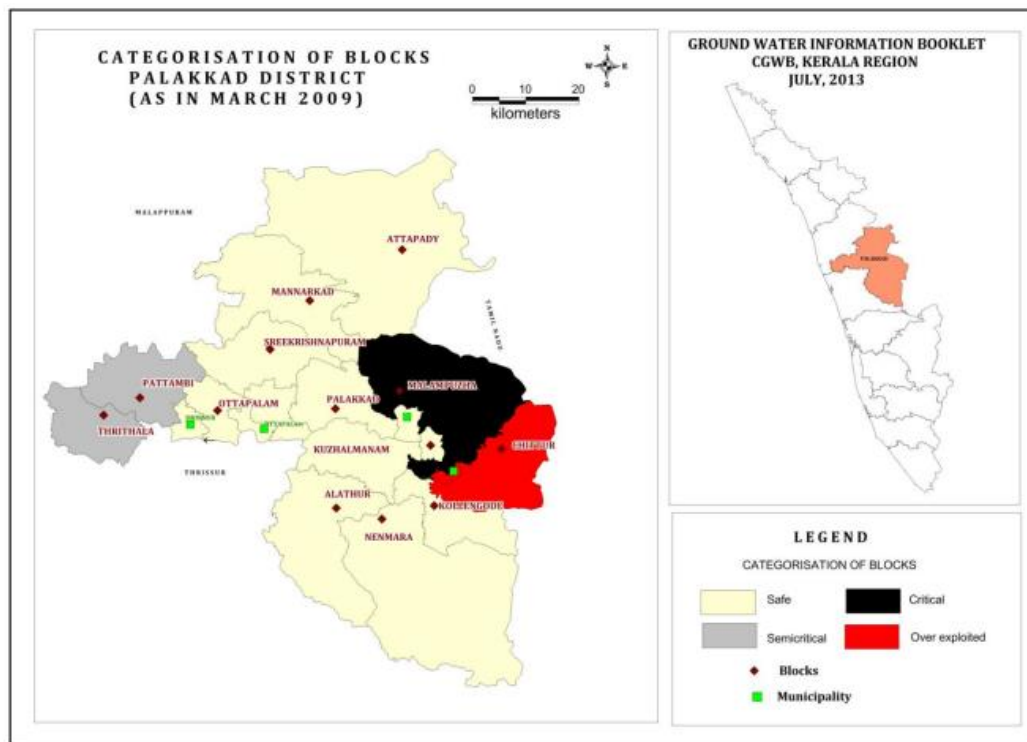 CATEGORISATION OF BLOCKS
PALAKKAD DISTRICT
(AS IN MARCH 2009)
N
W
E
S
0 10 20
kilometers
MALAPPURAM
ATTAPADY
MANNARKAD
TAMIL NADU
SREEKRISHNAPURAM
MALAMPUZHA
PATTAMBI
OTTAPALAM
PALAKKAD
THRITHALA
OTTAPALAM
KUZHALMANAM
CHITTUR
THRISSUR
ALATHUR
KOLLENGODE
NENMARA
GROUND WATER INFORMATION BOOKLET
CGWB, KERALA REGION
JULY, 2013
PALAKKAD
LEGEND
CATEGORISATION OF BLOCKS
Safe
Critical
Semicritical
Over exploited
Blocks
Municipality